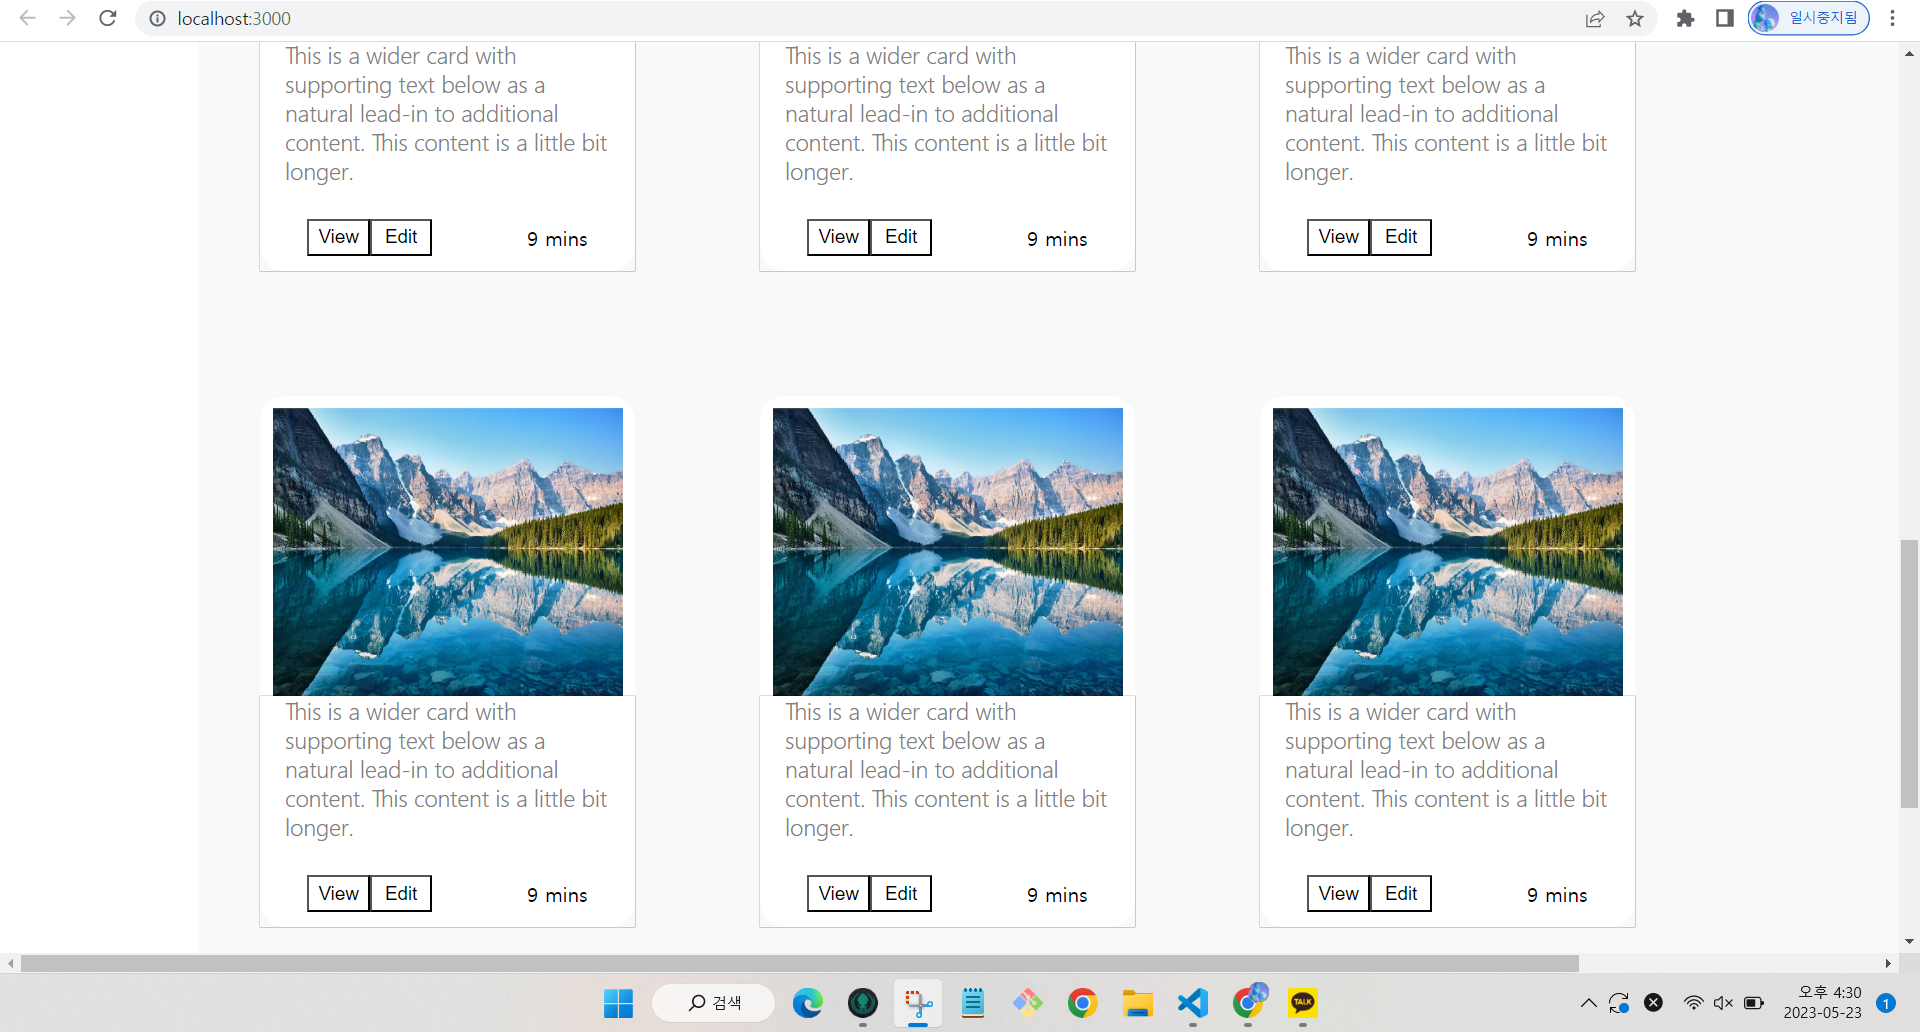 localhost:3000
일시중지됨
This is a wider card with
supporting text below as a
natural lead-in to additional
content. This content is a little bit
longer.
View Edit 9 mins
This is a wider card with
supporting text below as a
natural lead-in to additional
content. This content is a little bit
longer.
View Edit 9 mins
This is a wider card with
supporting text below as a
natural lead-in to additional
content. This content is a little bit
longer.
View Edit 9 mins
This is a wider card with
supporting text below as a
natural lead-in to additional
content. This content is a little bit
longer.
View Edit 9 mins
This is a wider card with
supporting text below as a
natural lead-in to additional
content. This content is a little bit
longer.
View Edit 9 mins
This is a wider card with
supporting text below as a
natural lead-in to additional
content. This content is a little bit
longer.
View Edit 9 mins
검색
TALK
오후 4:30
2023-05-23
1